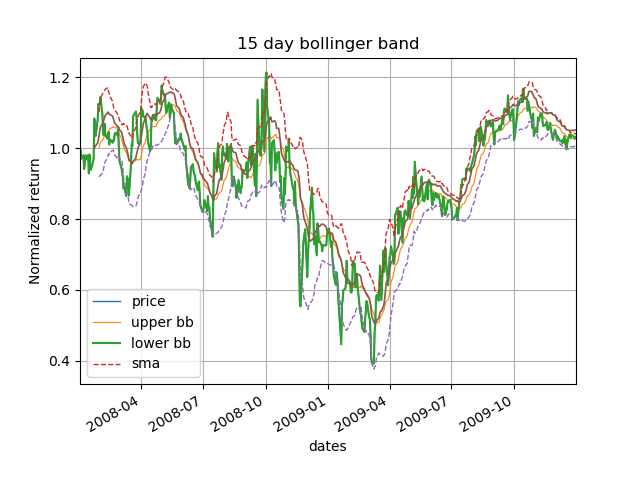 15 day bollinger band
Normalized return
1.2
1.0
0.8
0.6
0.4
price
upper bb
lower bb
sma
2008-04
2008-07
2008-10
2009-01
2009-04
2009-07
2009-10
dates